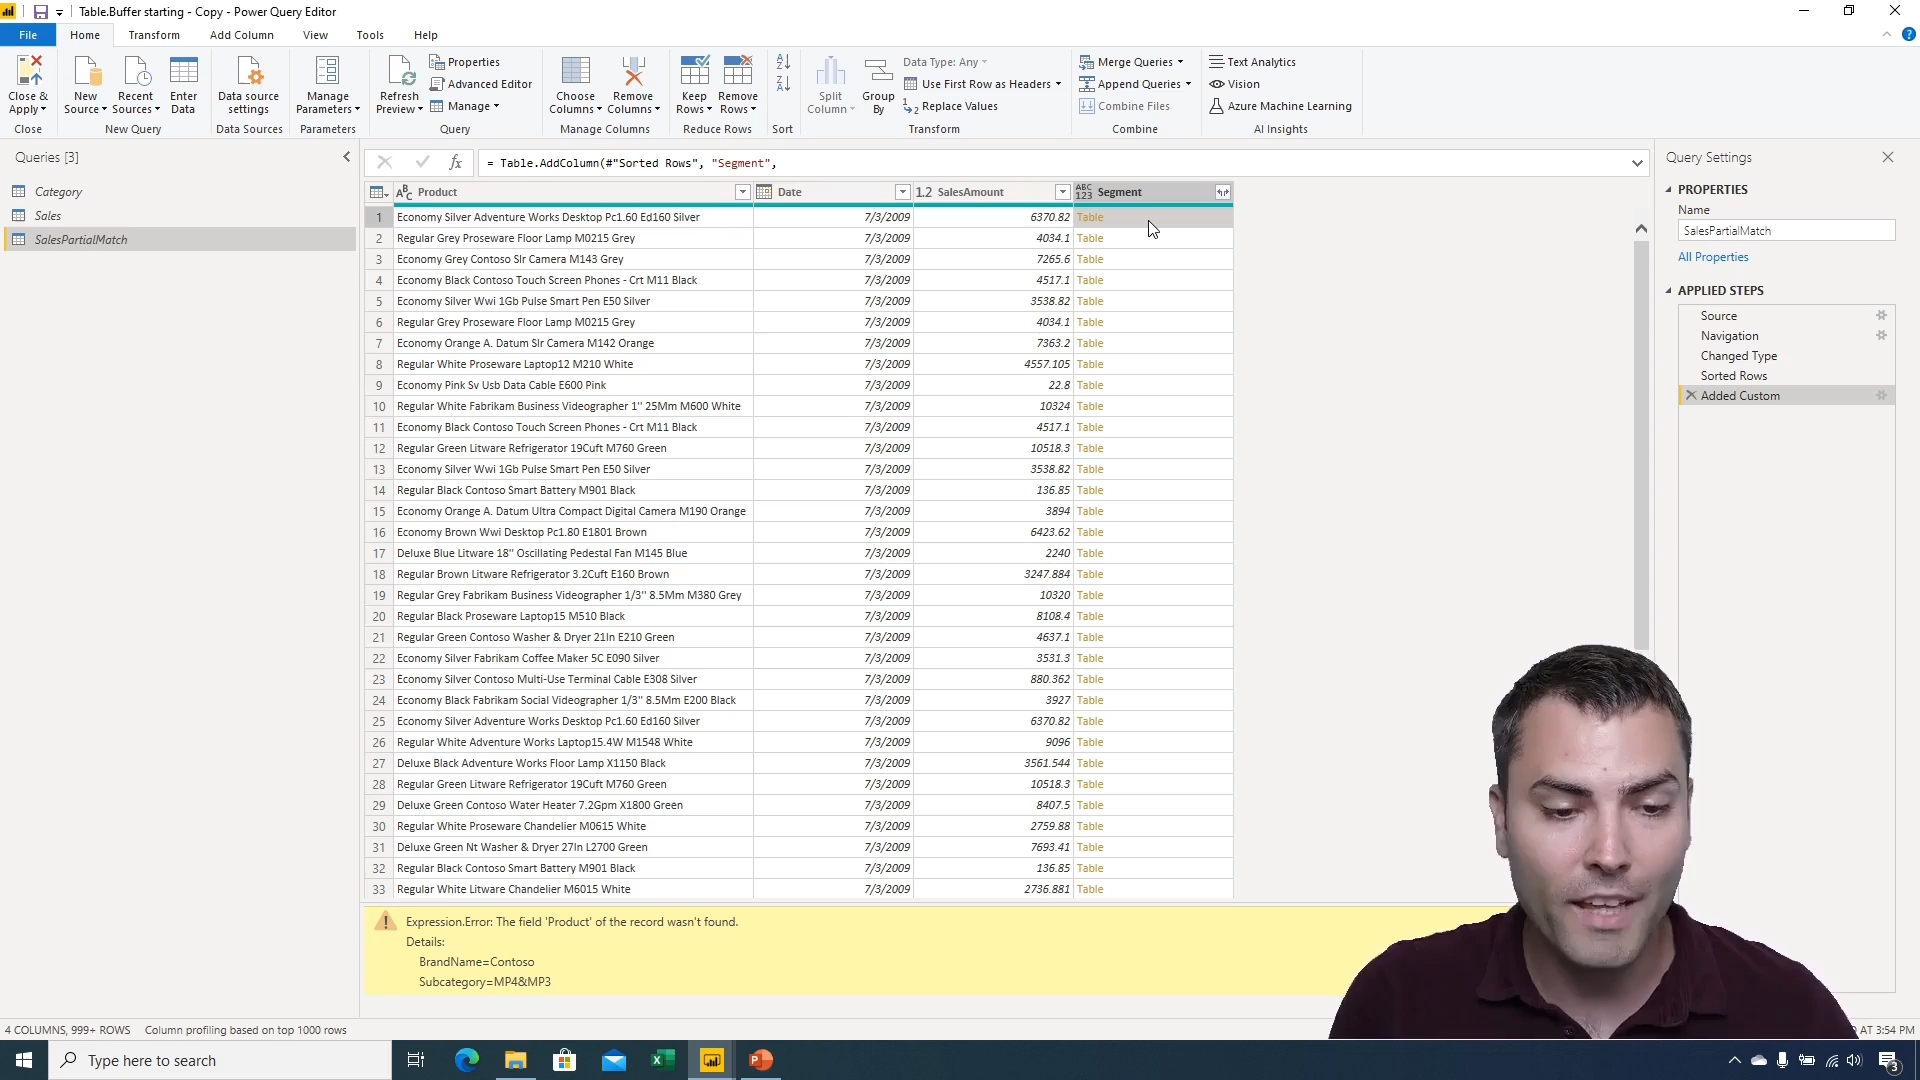 Table.Buffer starting - Copy - Power Query Editor
File Home Transform Add Column View Tools Help
Close & Apply
New Source Recent Sources Enter Data
Data source settings
Manage Parameters
Refresh Preview
Properties
Advanced Editor
Manage
Choose Columns Remove Columns
Keep Rows Remove Rows
Split Column Group By
Data Type: Any
Use First Row as Headers
Replace Values
Merge Queries
Append Queries
Combine Files
Text Analytics
Vision
Azure Machine Learning
Close New Query Data Sources Parameters Query Manage Columns Reduce Rows Sort Transform Combine AI Insights
Queries [3]
Category
Sales
SalesPartialMatch
fx = Table.AddColumn(#"Sorted Rows", "Segment",
ABC Product Date 1.2 SalesAmount ABC 123 Segment
1 Economy Silver Adventure Works Desktop Pc1.60 Ed160 Silver 7/3/2009 6370.82 Table
2 Regular Grey Proseware Floor Lamp M0215 Grey 7/3/2009 4034.1 Table
3 Economy Grey Contoso Slr Camera M143 Grey 7/3/2009 7265.6 Table
4 Economy Black Contoso Touch Screen Phones - Crt M11 Black 7/3/2009 4517.1 Table
5 Economy Silver Wwi 1Gb Pulse Smart Pen E50 Silver 7/3/2009 3538.82 Table
6 Regular Grey Proseware Floor Lamp M0215 Grey 7/3/2009 4034.1 Table
7 Economy Orange A. Datum Slr Camera M142 Orange 7/3/2009 7363.2 Table
8 Regular White Proseware Laptop12 M210 White 7/3/2009 4557.105 Table
9 Economy Pink Sv Usb Data Cable E600 Pink 7/3/2009 22.8 Table
10 Regular White Fabrikam Business Videographer 1" 25Mm M600 White 7/3/2009 10324 Table
11 Economy Black Contoso Touch Screen Phones - Crt M11 Black 7/3/2009 4517.1 Table
12 Regular Green Litware Refrigerator 19Cuft M760 Green 7/3/2009 10518.3 Table
13 Economy Silver Wwi 1Gb Pulse Smart Pen E50 Silver 7/3/2009 3538.82 Table
14 Regular Black Contoso Smart Battery M901 Black 7/3/2009 136.85 Table
15 Economy Orange A. Datum Ultra Compact Digital Camera M190 Orange 7/3/2009 3894 Table
16 Economy Brown Wwi Desktop Pc1.80 E1801 Brown 7/3/2009 6423.62 Table
17 Deluxe Blue Litware 18" Oscillating Pedestal Fan M145 Blue 7/3/2009 2240 Table
18 Regular Brown Litware Refrigerator 3.2Cuft E160 Brown 7/3/2009 3247.884 Table
19 Regular Grey Fabrikam Business Videographer 1/3" 8.5Mm M380 Grey 7/3/2009 10320 Table
20 Regular Black Proseware Laptop15 M510 Black 7/3/2009 8108.4 Table
21 Regular Green Contoso Washer & Dryer 21In E210 Green 7/3/2009 4637.1 Table
22 Economy Silver Fabrikam Coffee Maker 5C E090 Silver 7/3/2009 3531.3 Table
23 Economy Silver Contoso Multi-Use Terminal Cable E308 Silver 7/3/2009 880.362 Table
24 Economy Black Fabrikam Social Videographer 1/3" 8.5Mm E200 Black 7/3/2009 3927 Table
25 Economy Silver Adventure Works Desktop Pc1.60 Ed160 Silver 7/3/2009 6370.82 Table
26 Regular White Adventure Works Laptop15.4W M1548 White 7/3/2009 9096 Table
27 Deluxe Black Adventure Works Floor Lamp X1150 Black 7/3/2009 3561.544 Table
28 Regular Green Litware Refrigerator 19Cuft M760 Green 7/3/2009 10518.3 Table
29 Deluxe Green Contoso Water Heater 7.2Gpm X1800 Green 7/3/2009 8407.5 Table
30 Regular White Proseware Chandelier M0615 White 7/3/2009 2759.88 Table
31 Deluxe Green Nt Washer & Dryer 27In L2700 Green 7/3/2009 7693.41 Table
32 Regular Black Contoso Smart Battery M901 Black 7/3/2009 136.85 Table
33 Regular White Litware Chandelier M6015 White 7/3/2009 2736.881 Table
Expression.Error: The field 'Product' of the record wasn't found.
Details:
BrandName=Contoso
Subcategory=MP4&MP3
Query Settings
PROPERTIES
Name
SalesPartialMatch
All Properties
APPLIED STEPS
Source
Navigation
Changed Type
Sorted Rows
Added Custom
4 COLUMNS, 999+ ROWS Column profiling based on top 1000 rows
AT 3:54 PM
Type here to search
3